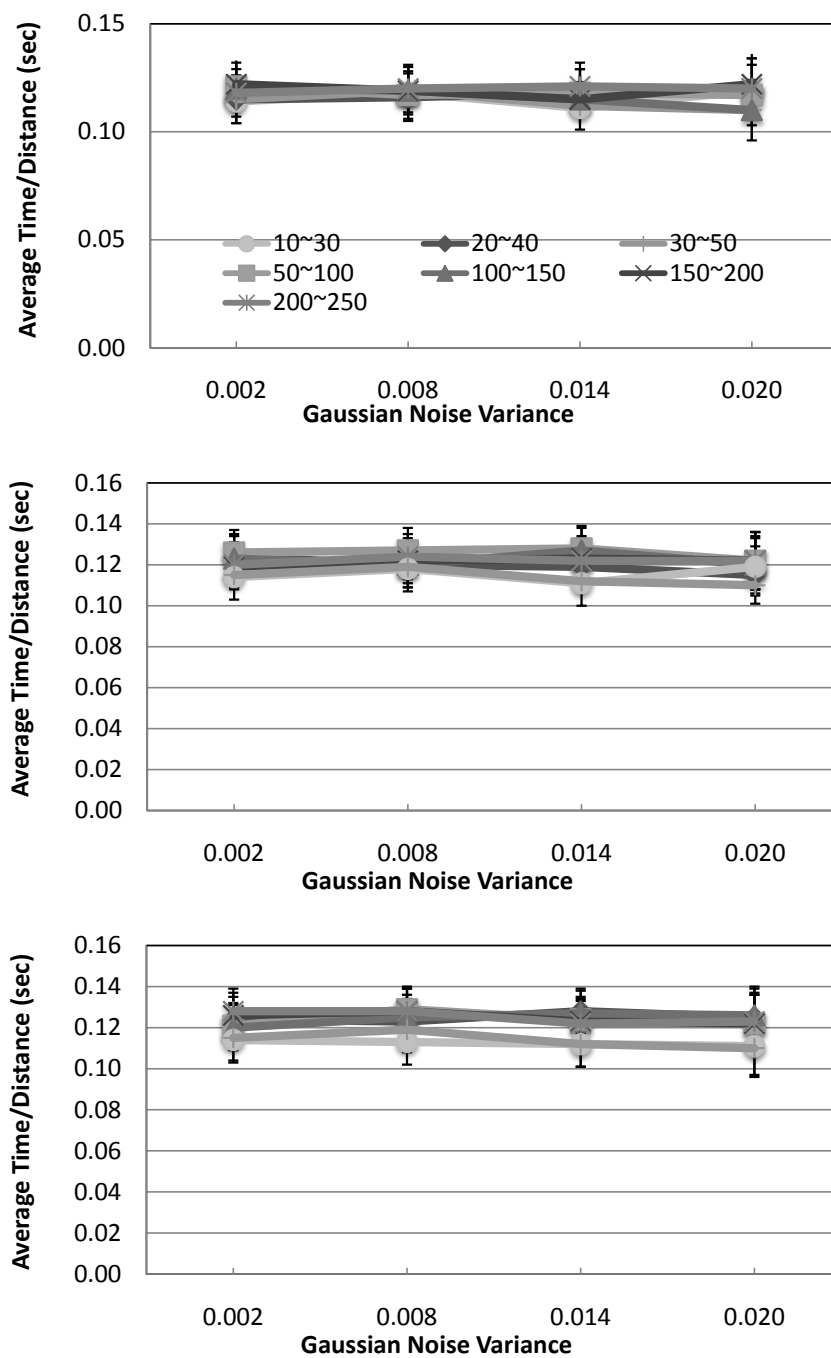 Average Time/Distance (sec)
0.15
0.10
0.05
0.00
10~30 20~40 30~50
50~100 100~150 150~200
200~250
0.002 0.008 0.014 0.020
Gaussian Noise Variance
Average Time/Distance (sec)
0.16
0.14
0.12
0.10
0.08
0.06
0.04
0.02
0.00
0.002 0.008 0.014 0.020
Gaussian Noise Variance
Average Time/Distance (sec)
0.16
0.14
0.12
0.10
0.08
0.06
0.04
0.02
0.00
0.002 0.008 0.014 0.020
Gaussian Noise Variance